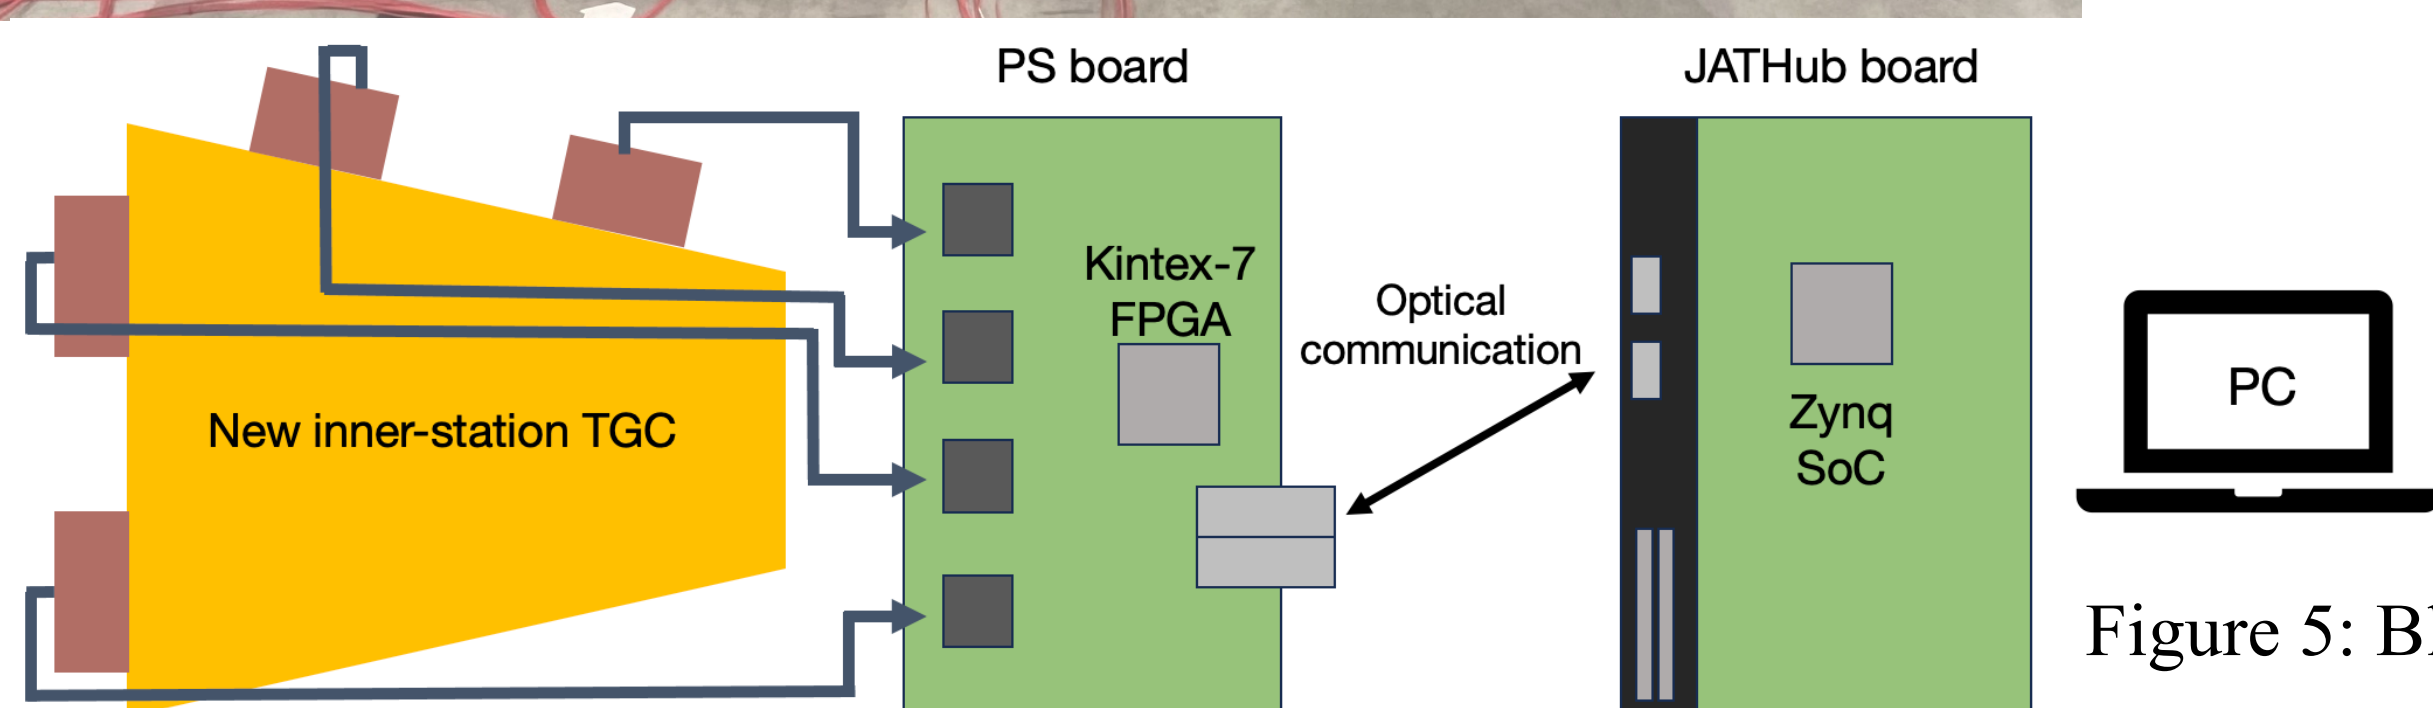 PS board
JATHub board
Kintex-7
FPGA
Optical
communication
New inner-station TGC
Zynq
SoC
PC
Figure 5: